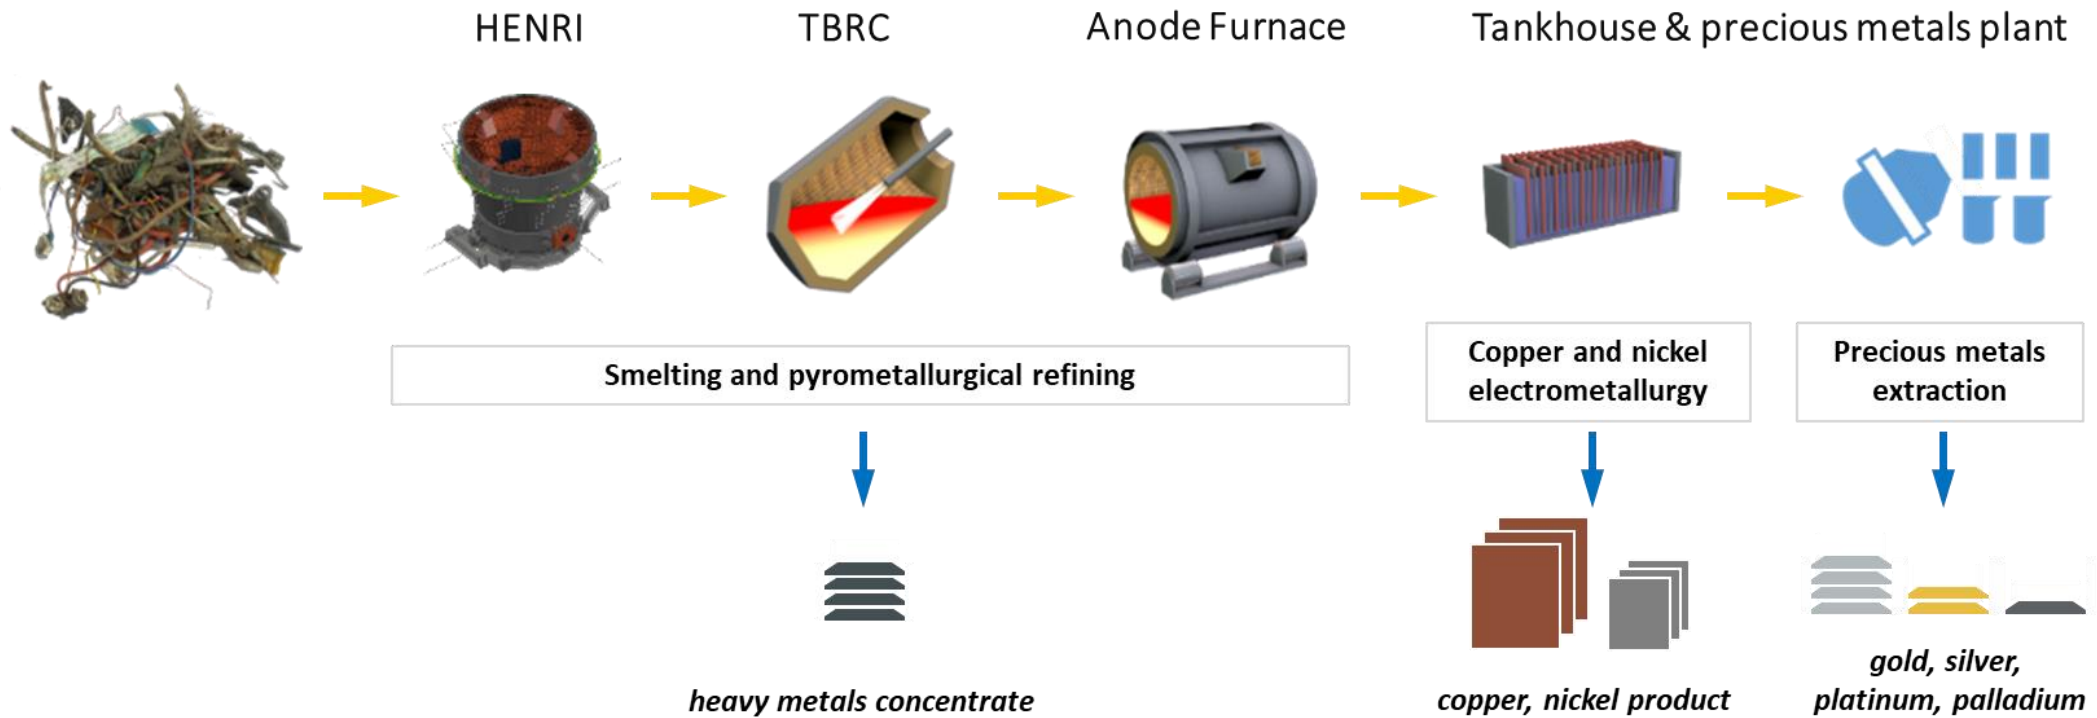 HENRI
TBRC
Anode Furnace
Tankhouse & precious metals plant
Smelting and pyrometallurgical refining
Copper and nickel
electrometallurgy
Precious metals
extraction
heavy metals concentrate
copper, nickel product
gold, silver,
platinum, palladium